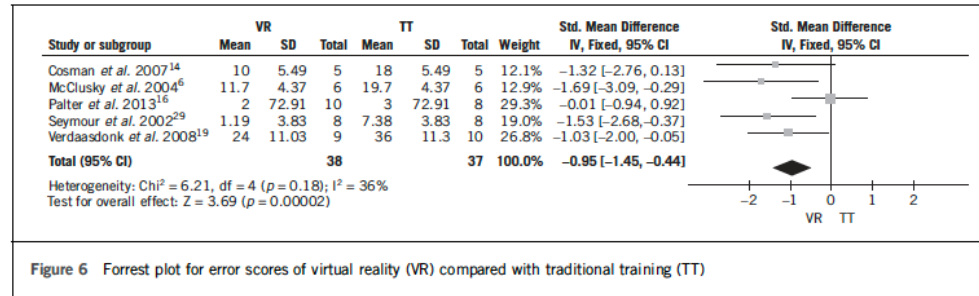 VR TT Std. Mean Difference Std. Mean Difference
Study or subgroup Mean SD Total Mean SD Total Weight IV, Fixed, 95% CI IV, Fixed, 95% CI
Cosman et al. 2007¹⁴ 10 5.49 5 18 5.49 5 12.1% −1.32 [−2.76, 0.13]
McClusky et al. 2004⁶ 11.7 4.37 6 19.7 4.37 6 11.7% −1.69 [−3.09, −0.29]
Palter et al. 2013¹⁶ 2 72.91 10 3 72.91 8 29.3% −0.01 [−0.94, 0.92]
Seymour et al. 2002²⁹ 1.19 3.83 8 7.38 3.83 8 19.0% −1.53 [−2.68, −0.37]
Verdaasdonk et al. 2008¹⁹ 24 11.03 9 36 11.3 10 26.8% −1.03 [−2.00, −0.05]
Total (95% CI) 38 37 100.0% −0.95 [−1.45, −0.44]
Heterogeneity: Chi² = 6.21, df = 4 (p = 0.18); I² = 36%
Test for overall effect: Z = 3.69 (p = 0.00002)
−2 −1 0 1 2
VR TT
Figure 6 Forrest plot for error scores of virtual reality (VR) compared with traditional training (TT)